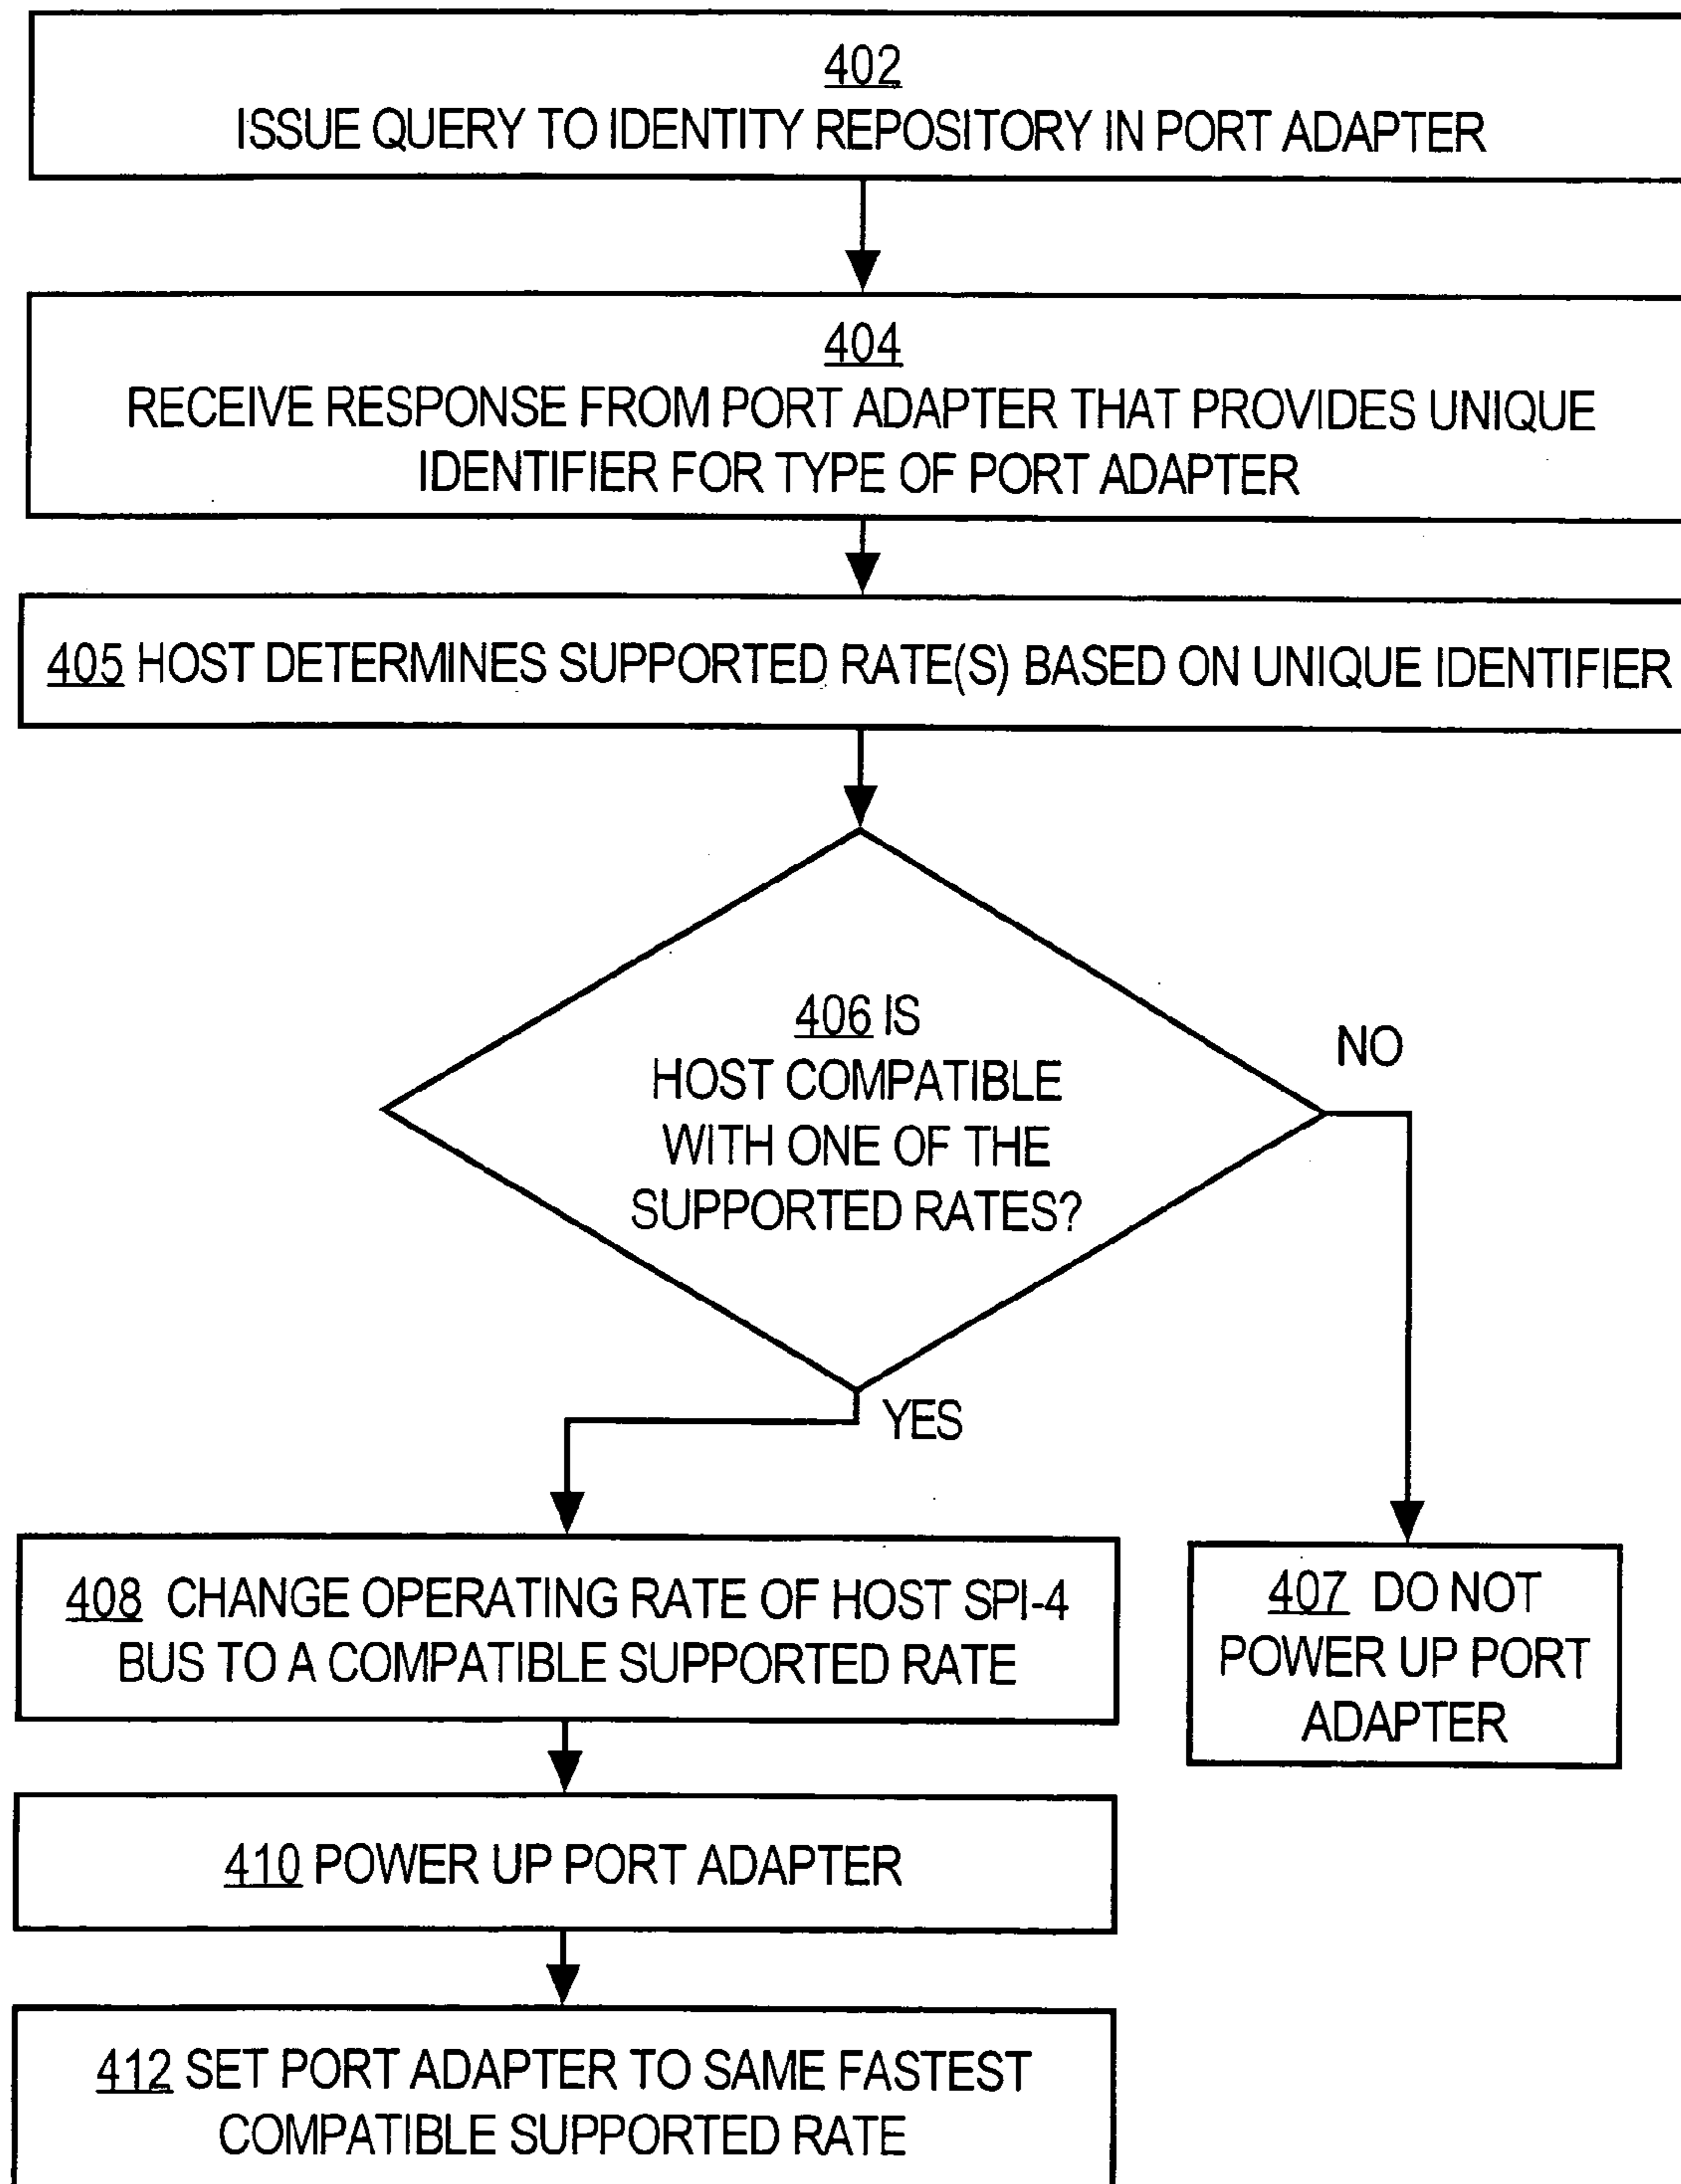 402
ISSUE QUERY TO IDENTITY REPOSITORY IN PORT ADAPTER
404
RECEIVE RESPONSE FROM PORT ADAPTER THAT PROVIDES UNIQUE
IDENTIFIER FOR TYPE OF PORT ADAPTER
405 HOST DETERMINES SUPPORTED RATE(S) BASED ON UNIQUE IDENTIFIER
406 IS
HOST COMPATIBLE
WITH ONE OF THE
SUPPORTED RATES?
NO
YES
408 CHANGE OPERATING RATE OF HOST SPI-4
BUS TO A COMPATIBLE SUPPORTED RATE
407 DO NOT
POWER UP PORT
ADAPTER
410 POWER UP PORT ADAPTER
412 SET PORT ADAPTER TO SAME FASTEST
COMPATIBLE SUPPORTED RATE